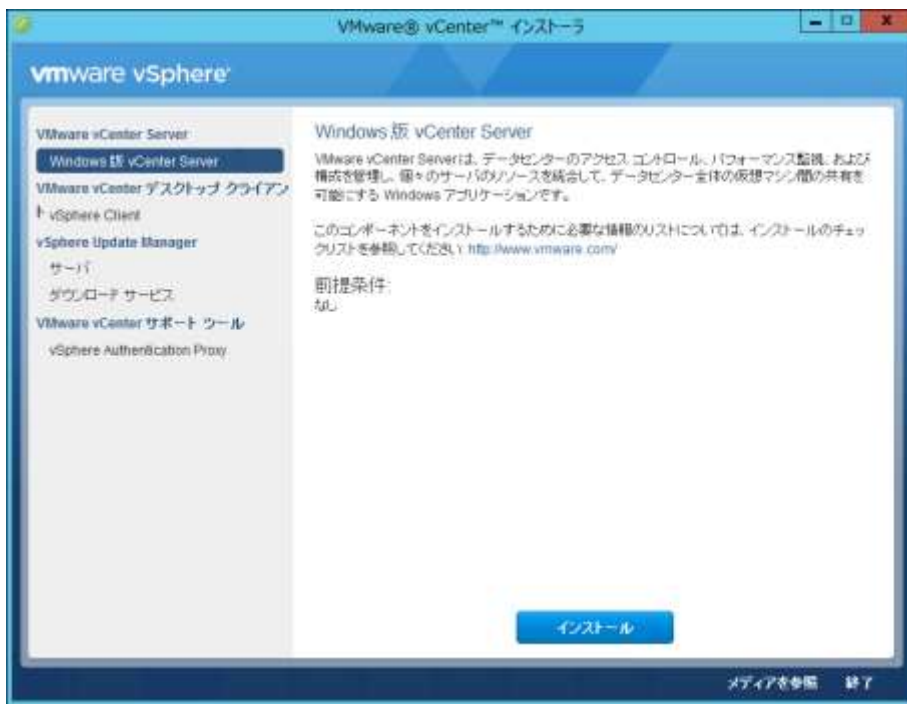 VMware® vCenter™ インストーラ
vmware vSphere
VMware vCenter Server
Windows 版 vCenter Server
VMware vCenter デスクトップ クライアン
ト
vSphere Client
vSphere Update Manager
サーバ
ダウンロード サービス
VMware vCenter サポート ツール
vSphere Authentication Proxy
Windows 版 vCenter Server
VMware vCenter Serverは、データセンターのアクセス コントロール、パフォーマンス監視、および
構成を管理し、個々のサーバのリソースを統合して、データセンター全体の仮想マシン間の共有を
可能にする Windows アプリケーションです。
このコンポーネントをインストールするために必要な情報のリストについては、インストールのチェッ
クリストを参照してください: http://www.vmware.com/
前提条件:
なし
インストール
メディアを参照
終了